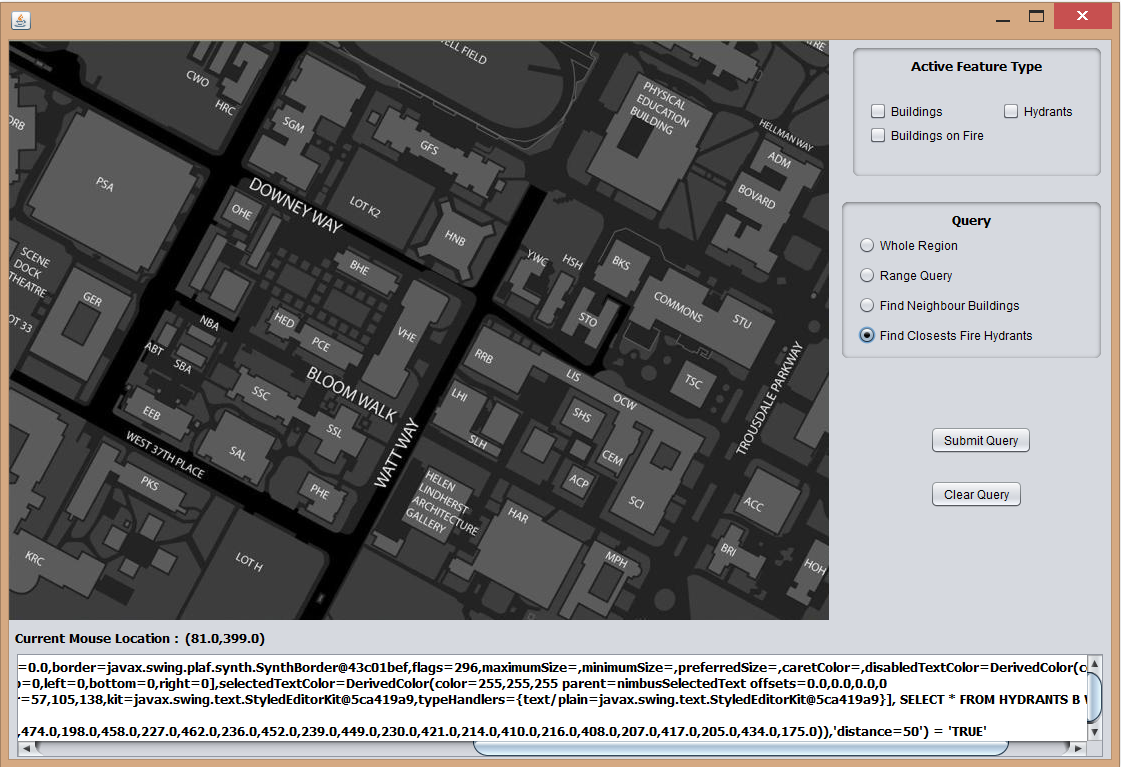 ELL FIELD
TRE
CWO
HRC
DRB
SGM
GFS
PHYSICAL
EDUCATION
BUILDING
HELLMAN WAY
ADM
BOVARD
PSA
OHE
DOWNEY WAY
LOT K2
HNB
SCENE
DOCK
THEATRE
GER
OT 33
BHE
YWC
HSH
BKS
COMMONS
STU
STO
NBA
HED
PCE
VHE
ABT
SBA
RRB
LIS
OCW
TSC
TROUSDALE PARKWAY
SSC
BLOOM WALK
LHI
SHS
EEB
SSL
SLH
CEM
WEST 37TH PLACE
SAL
WATT WAY
ACP
PKS
PHE
HELEN
LINDHERST
ARCHITECTURE
GALLERY
HAR
SCI
ACC
KRC
LOT H
MPH
BRI
HOH
Active Feature Type
Buildings
Hydrants
Buildings on Fire
Query
Whole Region
Range Query
Find Neighbour Buildings
Find Closests Fire Hydrants
Submit Query
Clear Query
Current Mouse Location : (81.0,399.0)
=0.0,border=javax.swing.plaf.synth.SynthBorder@43c01bef,flags=296,maximumSize=,minimumSize=,preferredSize=,caretColor=,disabledTextColor=DerivedColor(c
=0,left=0,bottom=0,right=0],selectedTextColor=DerivedColor(color=255,255,255 parent=nimbusSelectedText offsets=0.0,0.0,0.0,0
r=57,105,138,kit=javax.swing.text.StyledEditorKit@5ca419a9,typeHandlers={text/plain=javax.swing.text.StyledEditorKit@5ca419a9}], SELECT * FROM HYDRANTS B
,474.0,198.0,458.0,227.0,462.0,236.0,452.0,239.0,449.0,230.0,421.0,214.0,410.0,216.0,408.0,207.0,417.0,205.0,434.0,175.0)),'distance=50') = 'TRUE'